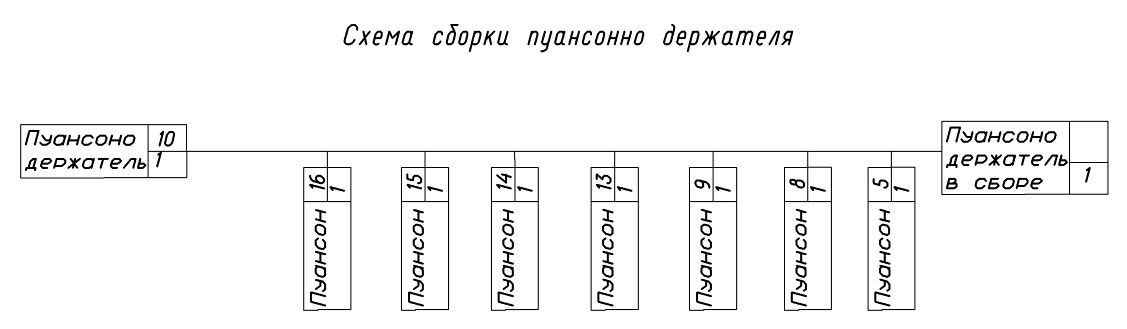 Схема сборки пуансонно держателя
Пуансоно
держатель
10
1
Пуансон 16 1
Пуансон 15 1
Пуансон 14 1
Пуансон 13 1
Пуансон 9 1
Пуансон 8 1
Пуансон 5 1
Пуансоно
держатель
в сборе
1